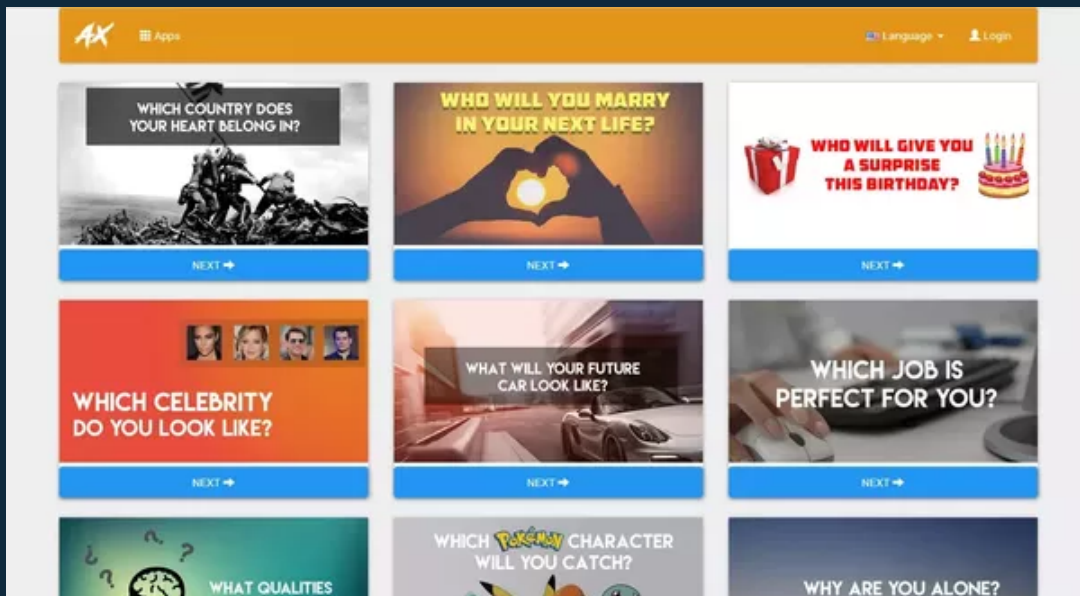 AX
Apps
Language
Login
WHICH COUNTRY DOES
YOUR HEART BELONG IN?
NEXT
WHO WILL YOU MARRY
IN YOUR NEXT LIFE?
NEXT
WHO WILL GIVE YOU
A SURPRISE
THIS BIRTHDAY?
NEXT
WHICH CELEBRITY
DO YOU LOOK LIKE?
NEXT
WHAT WILL YOUR FUTURE
CAR LOOK LIKE?
NEXT
WHICH JOB IS
PERFECT FOR YOU?
NEXT
WHAT QUALITIES
WHICH POKéMON CHARACTER
WILL YOU CATCH?
WHY ARE YOU ALONE?